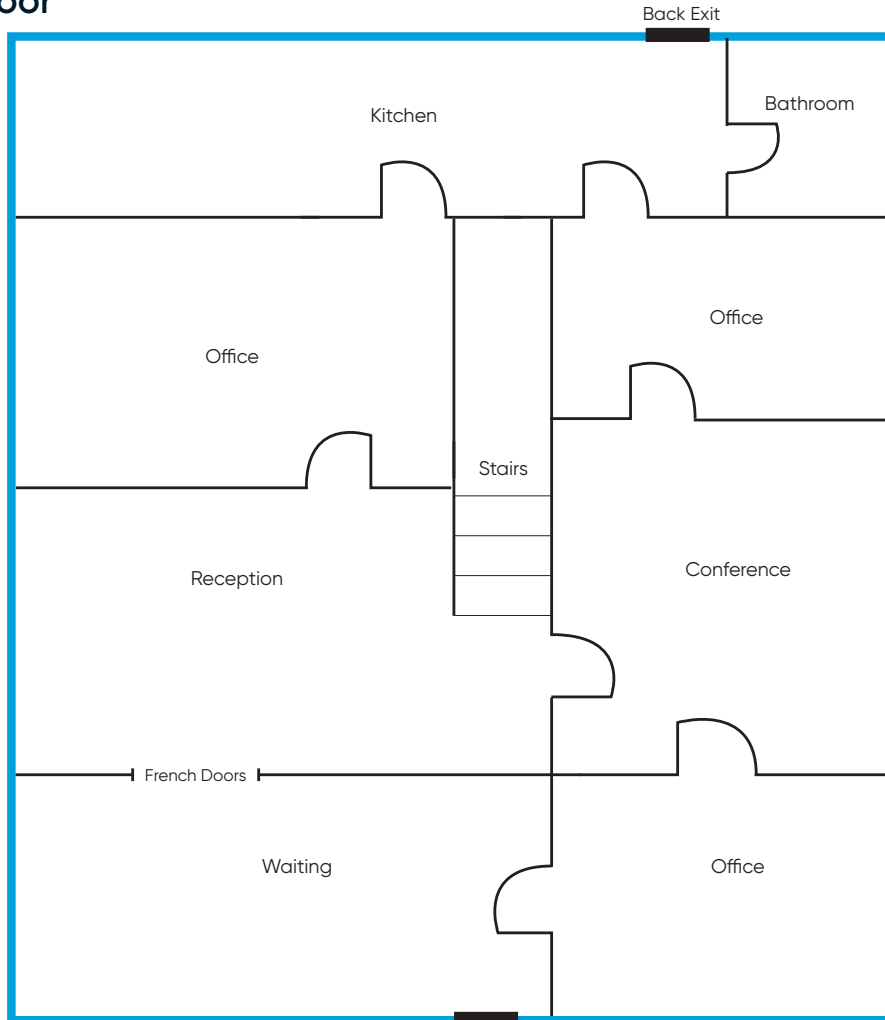 oor
Back Exit
Kitchen
Bathroom
Office
Office
Stairs
Reception
Conference
French Doors
Waiting
Office